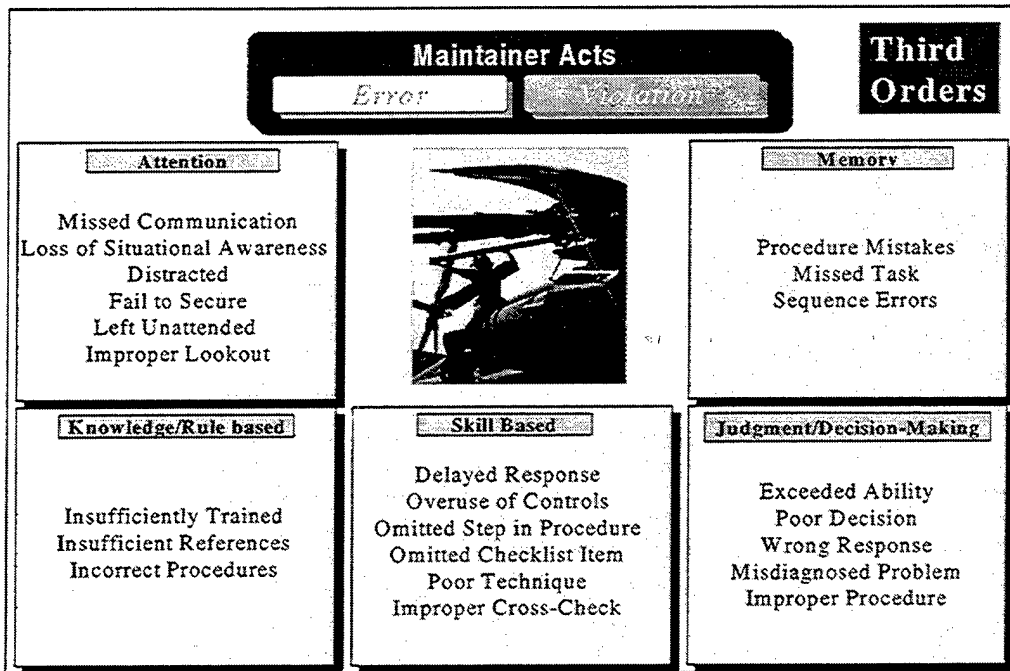 Maintainer Acts
Error
Violation
Third
Orders
Attention
Missed Communication
Loss of Situational Awareness
Distracted
Fail to Secure
Left Unattended
Improper Lookout
Memory
Procedure Mistakes
Missed Task
Sequence Errors
Knowledge/Rule based
Insufficiently Trained
Insufficient References
Incorrect Procedures
Skill Based
Delayed Response
Overuse of Controls
Omitted Step in Procedure
Omitted Checklist Item
Poor Technique
Improper Cross-Check
Judgment/Decision-Making
Exceeded Ability
Poor Decision
Wrong Response
Misdiagnosed Problem
Improper Procedure